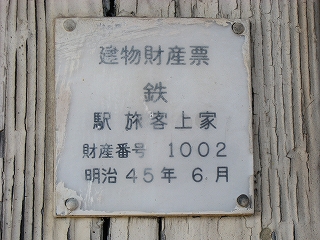 建物財産票
鉄
駅旅客上家
財産番号 1002
明治45年6月